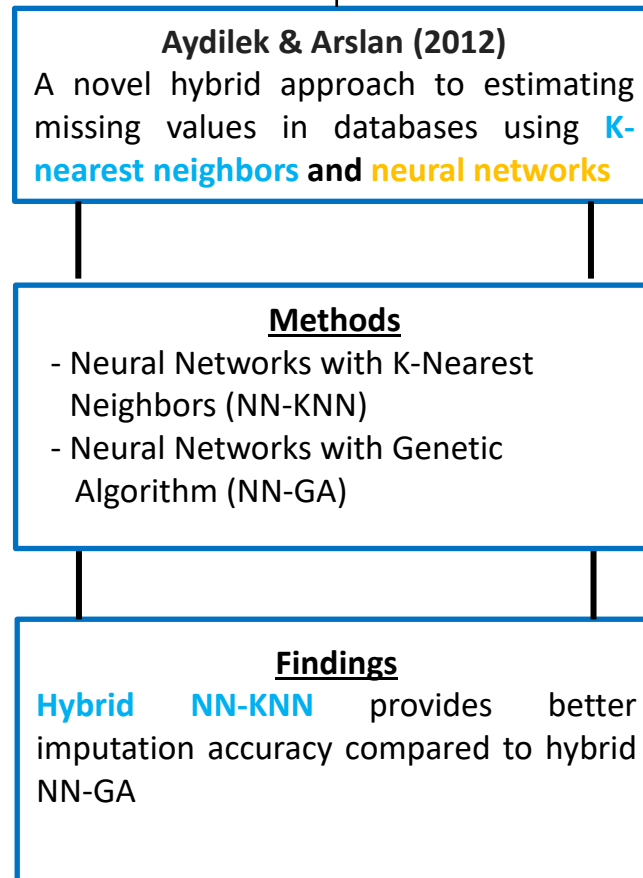 Aydilek & Arslan (2012)
A novel hybrid approach to estimating
missing values in databases using K-
nearest neighbors and neural networks
Methods
- Neural Networks with K-Nearest
Neighbors (NN-KNN)
- Neural Networks with Genetic
Algorithm (NN-GA)
Findings
Hybrid NN-KNN provides better
imputation accuracy compared to hybrid
NN-GA